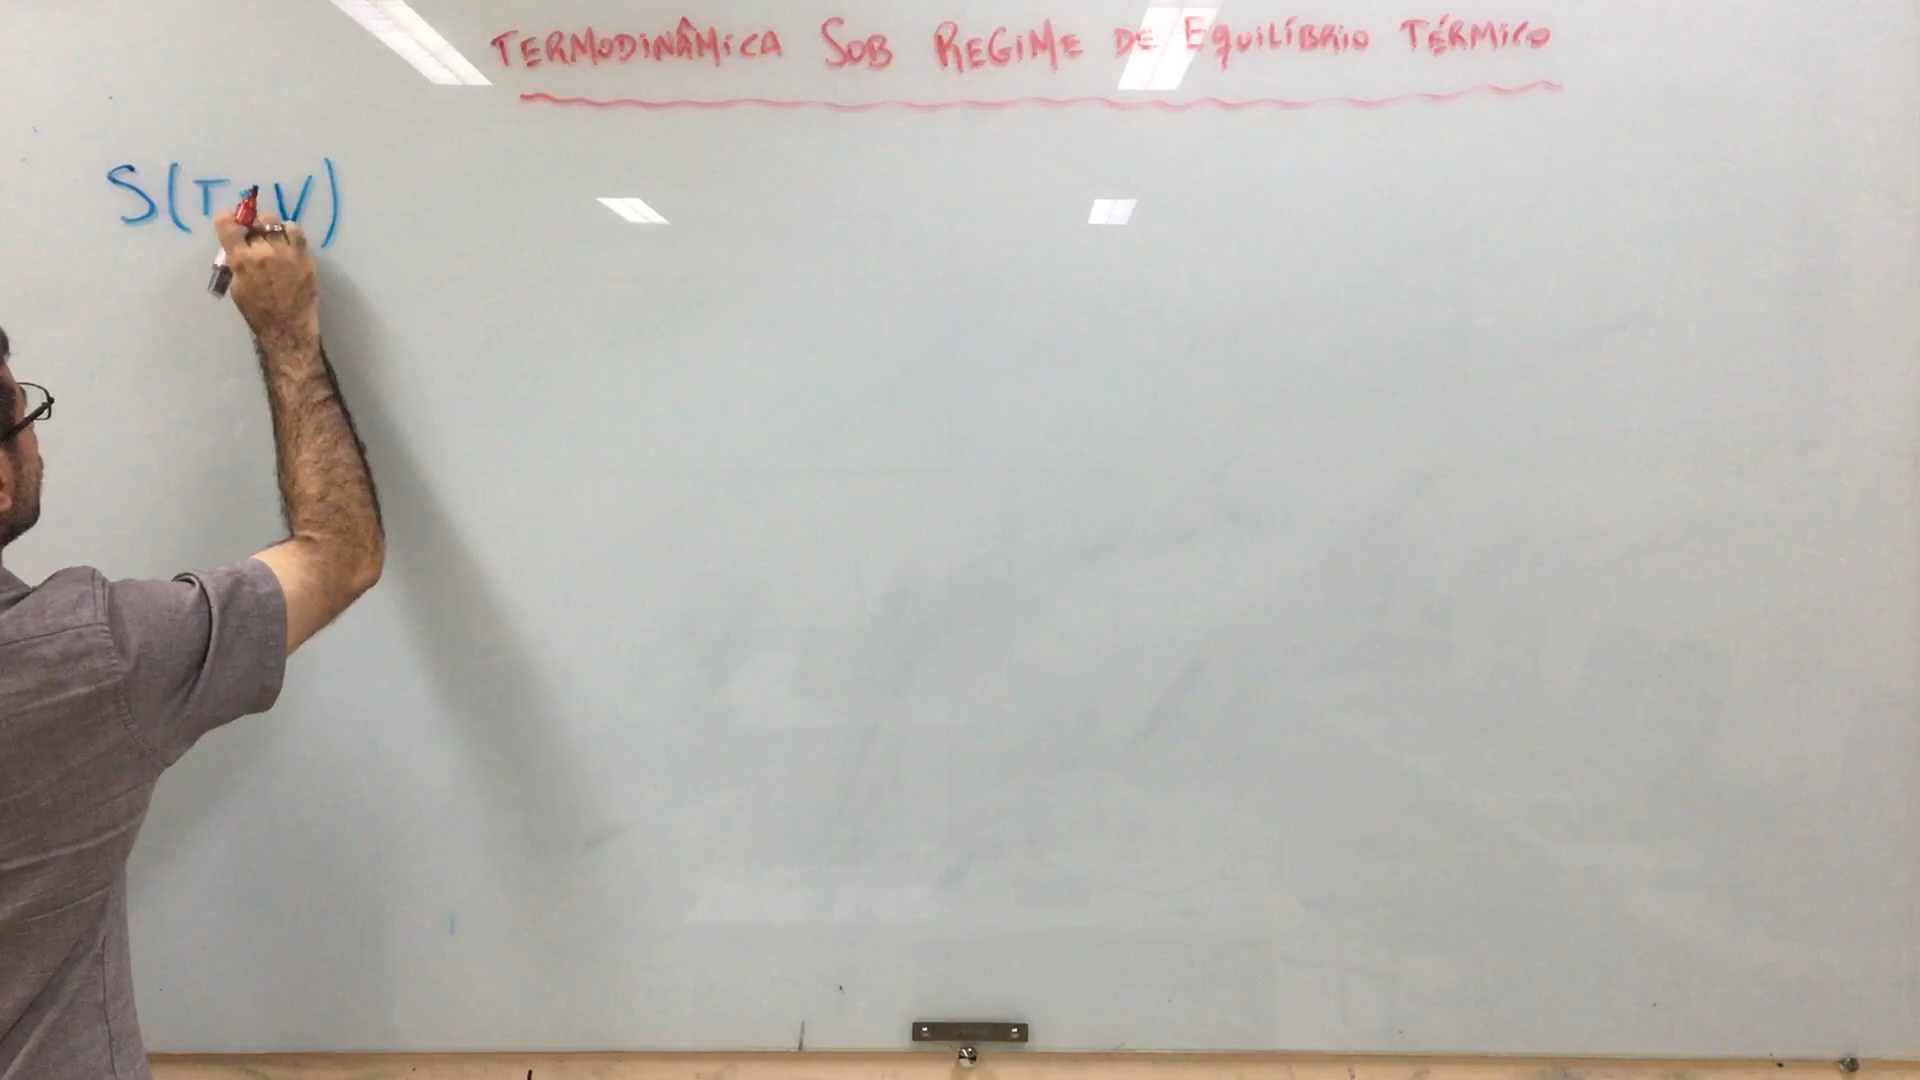 TERMODINÂMICA SOB REGIME DE EQUILÍBRIO TÉRMICO
S(T, V)